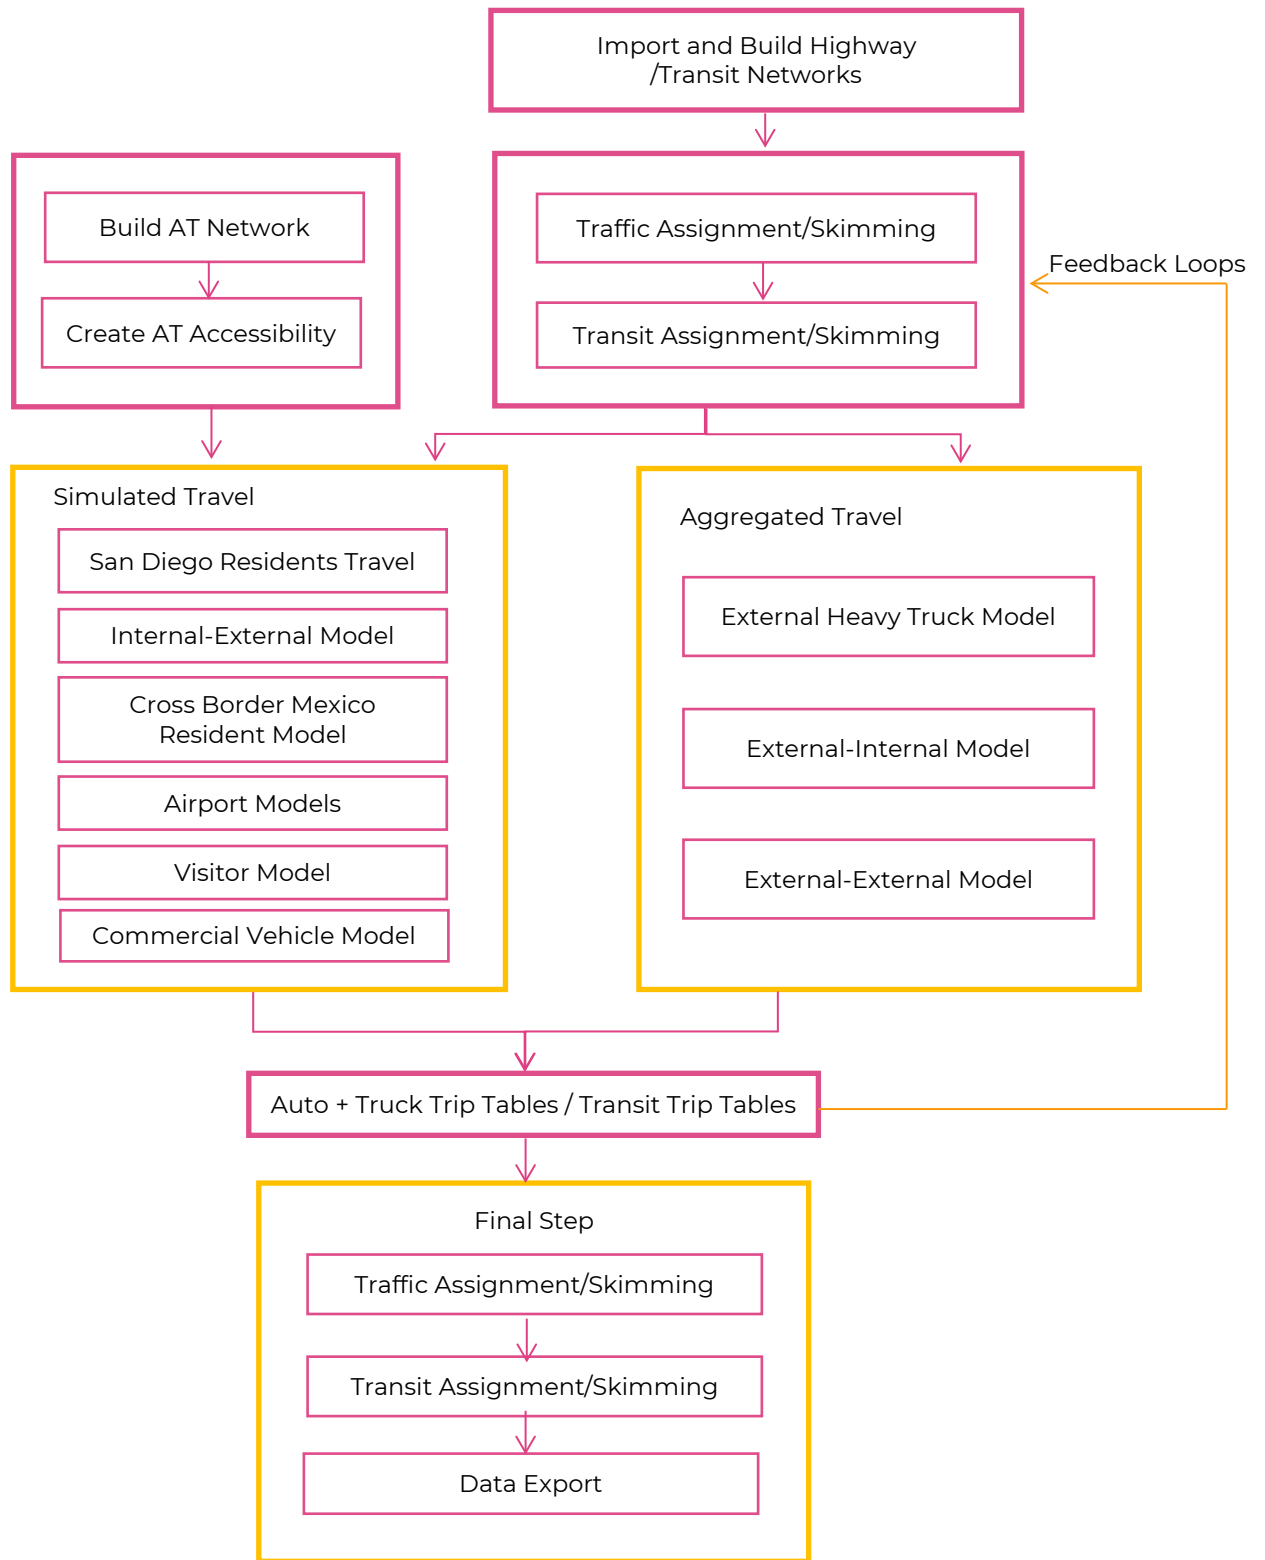 Import and Build Highway
/Transit Networks
Build AT Network
Create AT Accessibility
Traffic Assignment/Skimming
Transit Assignment/Skimming
Feedback Loops
Simulated Travel
San Diego Residents Travel
Internal-External Model
Cross Border Mexico
Resident Model
Airport Models
Visitor Model
Commercial Vehicle Model
Aggregated Travel
External Heavy Truck Model
External-Internal Model
External-External Model
Auto + Truck Trip Tables / Transit Trip Tables
Final Step
Traffic Assignment/Skimming
Transit Assignment/Skimming
Data Export